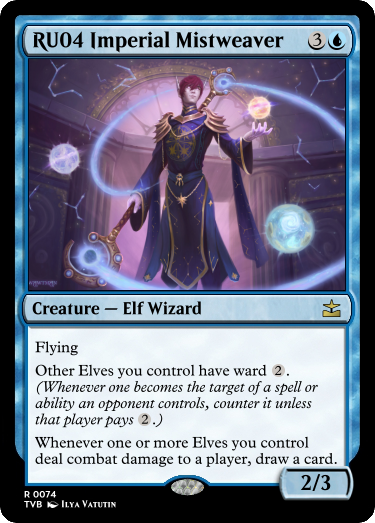 RU04 Imperial Mistweaver 3
Creature — Elf Wizard
Flying
Other Elves you control have ward 2.
(Whenever one becomes the target of a spell or
ability an opponent controls, counter it unless
that player pays 2.)
Whenever one or more Elves you control
deal combat damage to a player, draw a card.
2/3
R 0074
TVB Ilya Vatutin